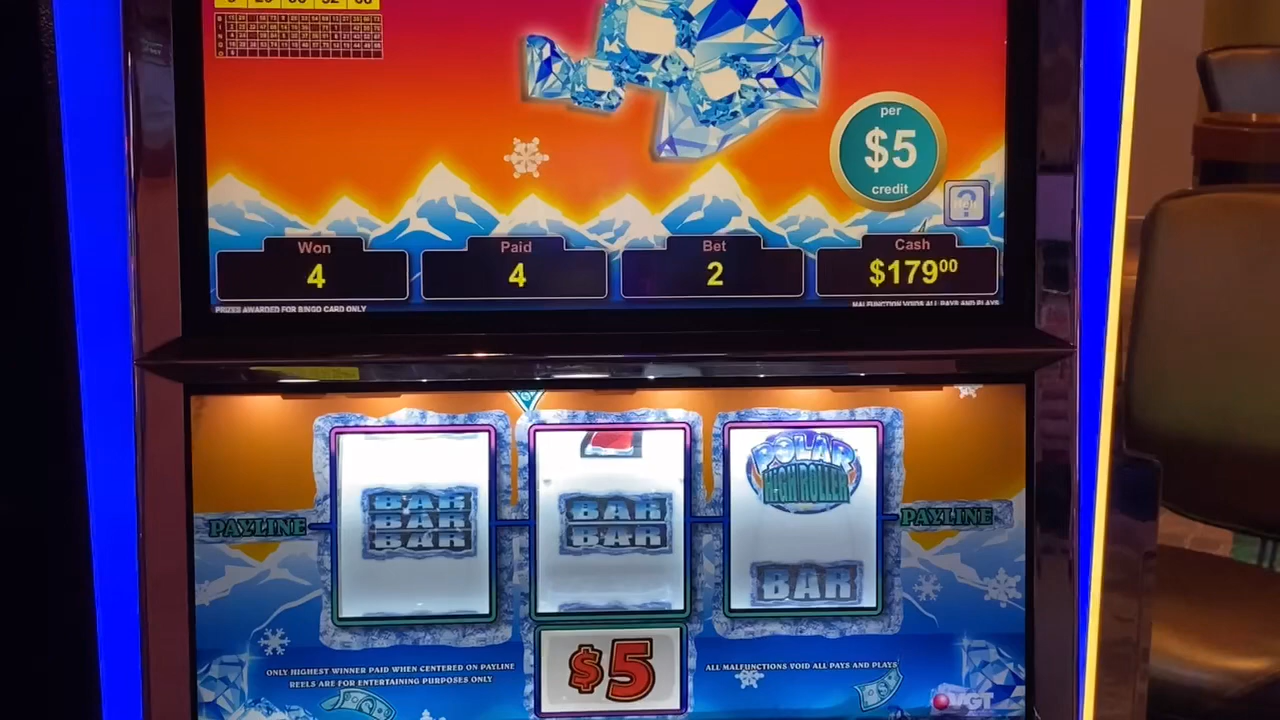 per
$5
credit
Help
?
Won
Paid
Bet
Cash
4
4
2
$179⁰⁰
PRIZES AWARDED FOR BINGO CARD ONLY
MALFUNCTION VOIDS ALL PAYS AND PLAYS
POLAR
HIGH ROLLER
BAR
BAR
BAR
BAR
BAR
PAYLINE
PAYLINE
BAR
ONLY HIGHEST WINNER PAID WHEN CENTERED ON PAYLINE
REELS ARE FOR ENTERTAINING PURPOSES ONLY
$5
ALL MALFUNCTIONS VOID ALL PAYS AND PLAYS
VGT